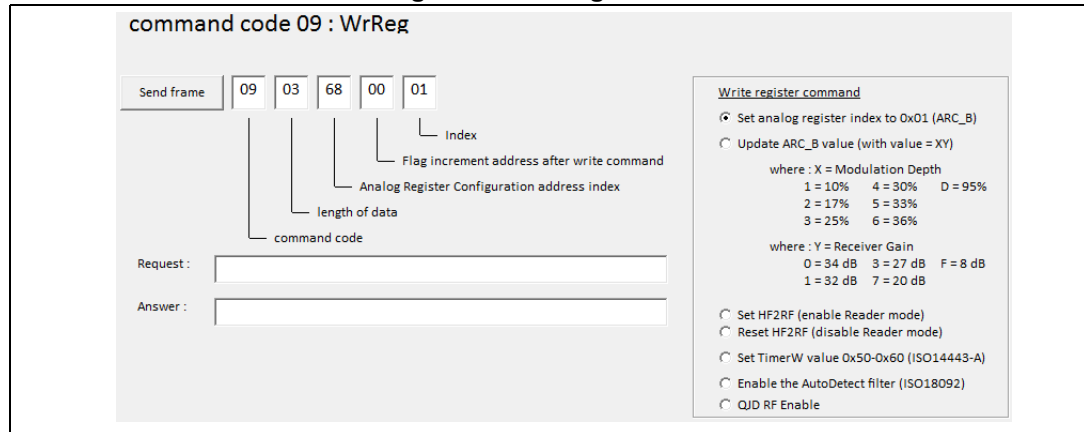 command code 09 : WrReg
Send frame 09 03 68 00 01
Index
Flag increment address after write command
Analog Register Configuration address index
length of data
command code
Request :
Answer :
Write register command
Set analog register index to 0x01 (ARC_B)
Update ARC_B value (with value = XY)
where : X = Modulation Depth
1 = 10% 4 = 30% D = 95%
2 = 17% 5 = 33%
3 = 25% 6 = 36%
where : Y = Receiver Gain
0 = 34 dB 3 = 27 dB F = 8 dB
1 = 32 dB 7 = 20 dB
Set HF2RF (enable Reader mode)
Reset HF2RF (disable Reader mode)
Set TimerW value 0x50-0x60 (ISO14443-A)
Enable the AutoDetect filter (ISO18092)
QJD RF Enable